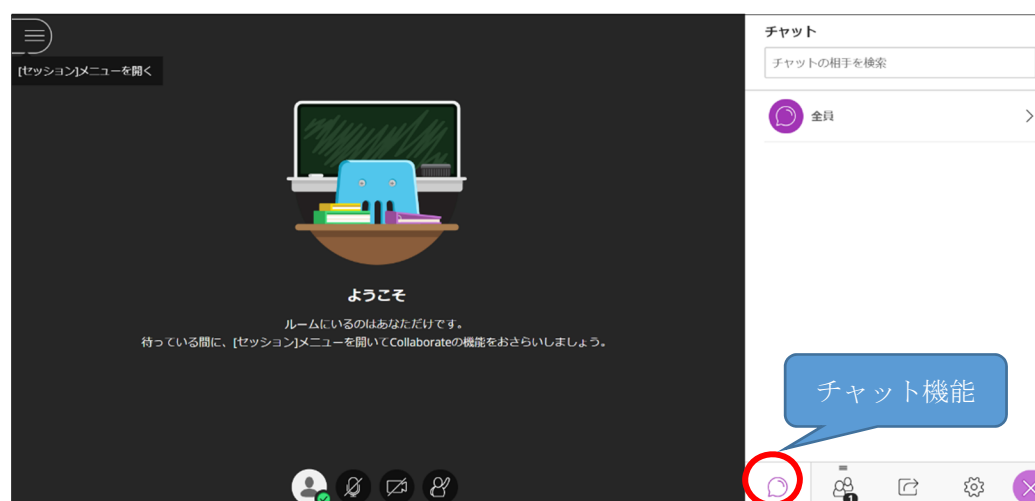 チャット
チャットの相手を検索
[セッション]メニューを開く
全員
ようこそ
ルームにいるのはあなただけです。
待っている間に、[セッション]メニューを開いてCollaborateの機能をおさらいしましょう。
チャット機能
1